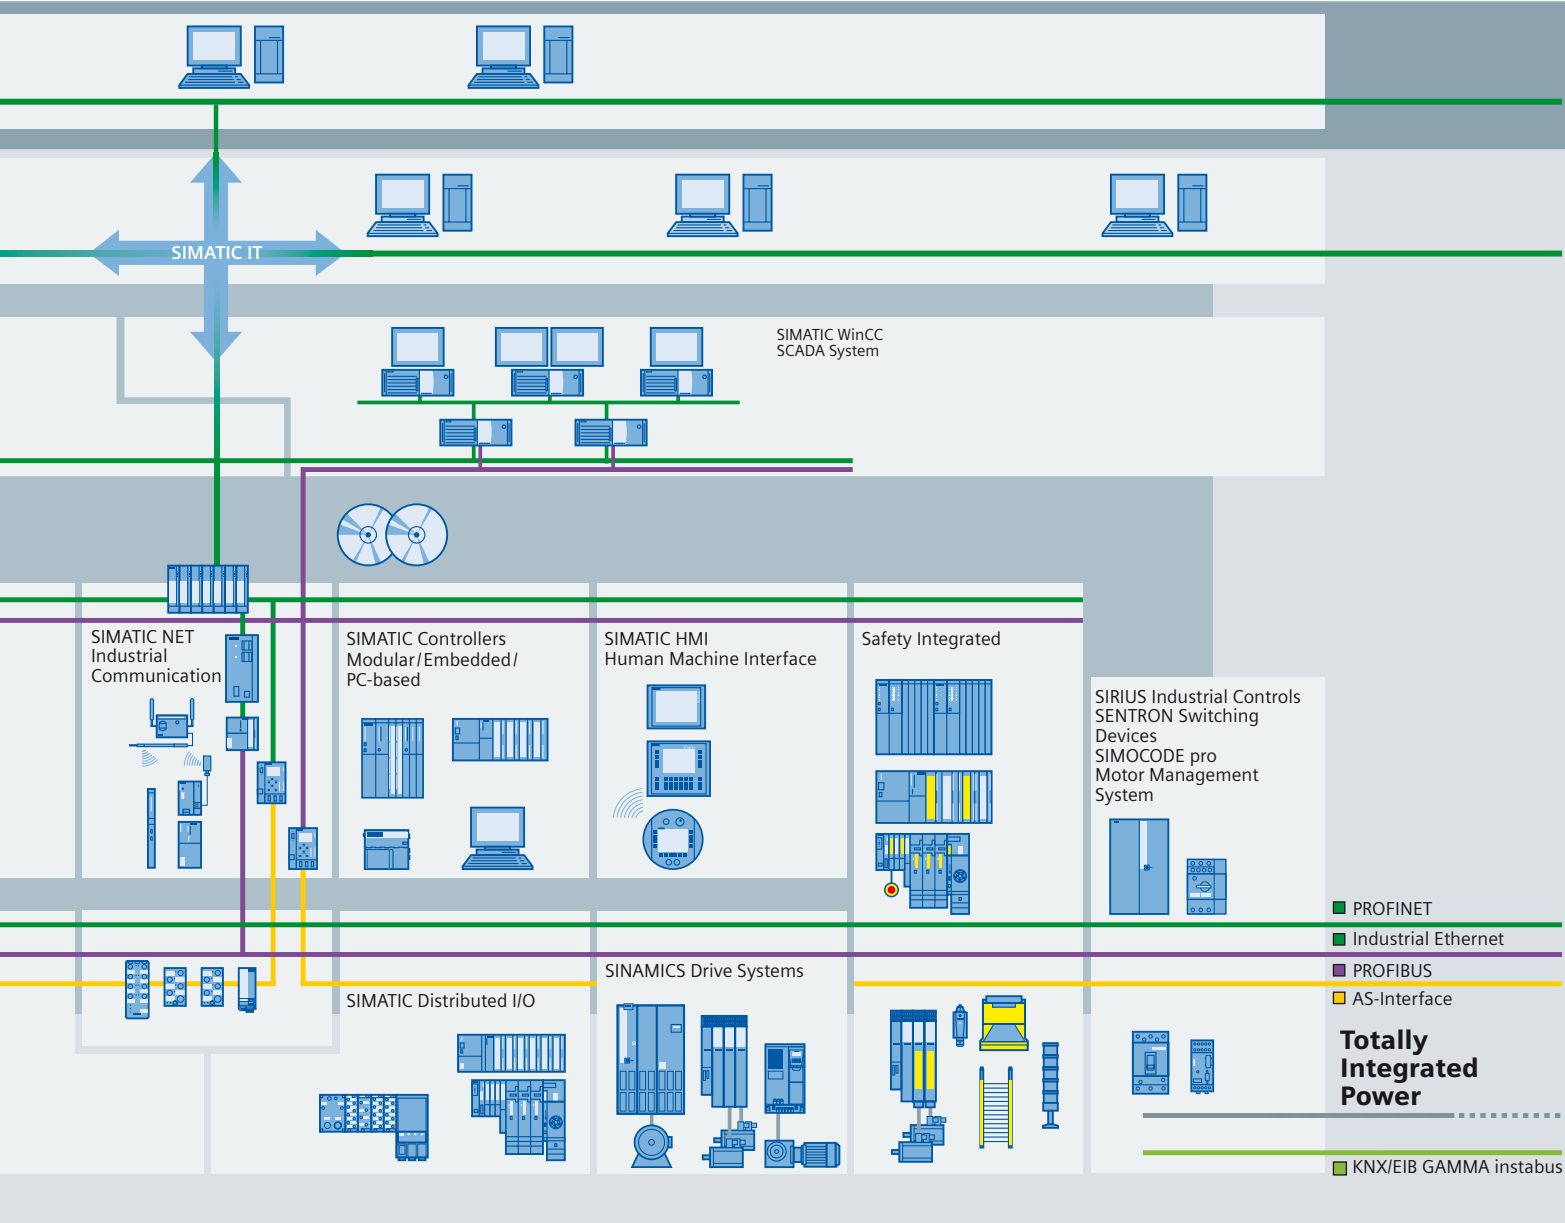 SIMATIC IT
SIMATIC WinCC
SCADA System
SIMATIC NET
Industrial
Communication
SIMATIC Controllers
Modular/Embedded/
PC-based
SIMATIC HMI
Human Machine Interface
Safety Integrated
SIRIUS Industrial Controls
SENTRON Switching
Devices
SIMOCODE pro
Motor Management
System
PROFINET
Industrial Ethernet
PROFIBUS
AS-Interface
SINAMICS Drive Systems
SIMATIC Distributed I/O
Totally
Integrated
Power
KNX/EIB GAMMA instabus